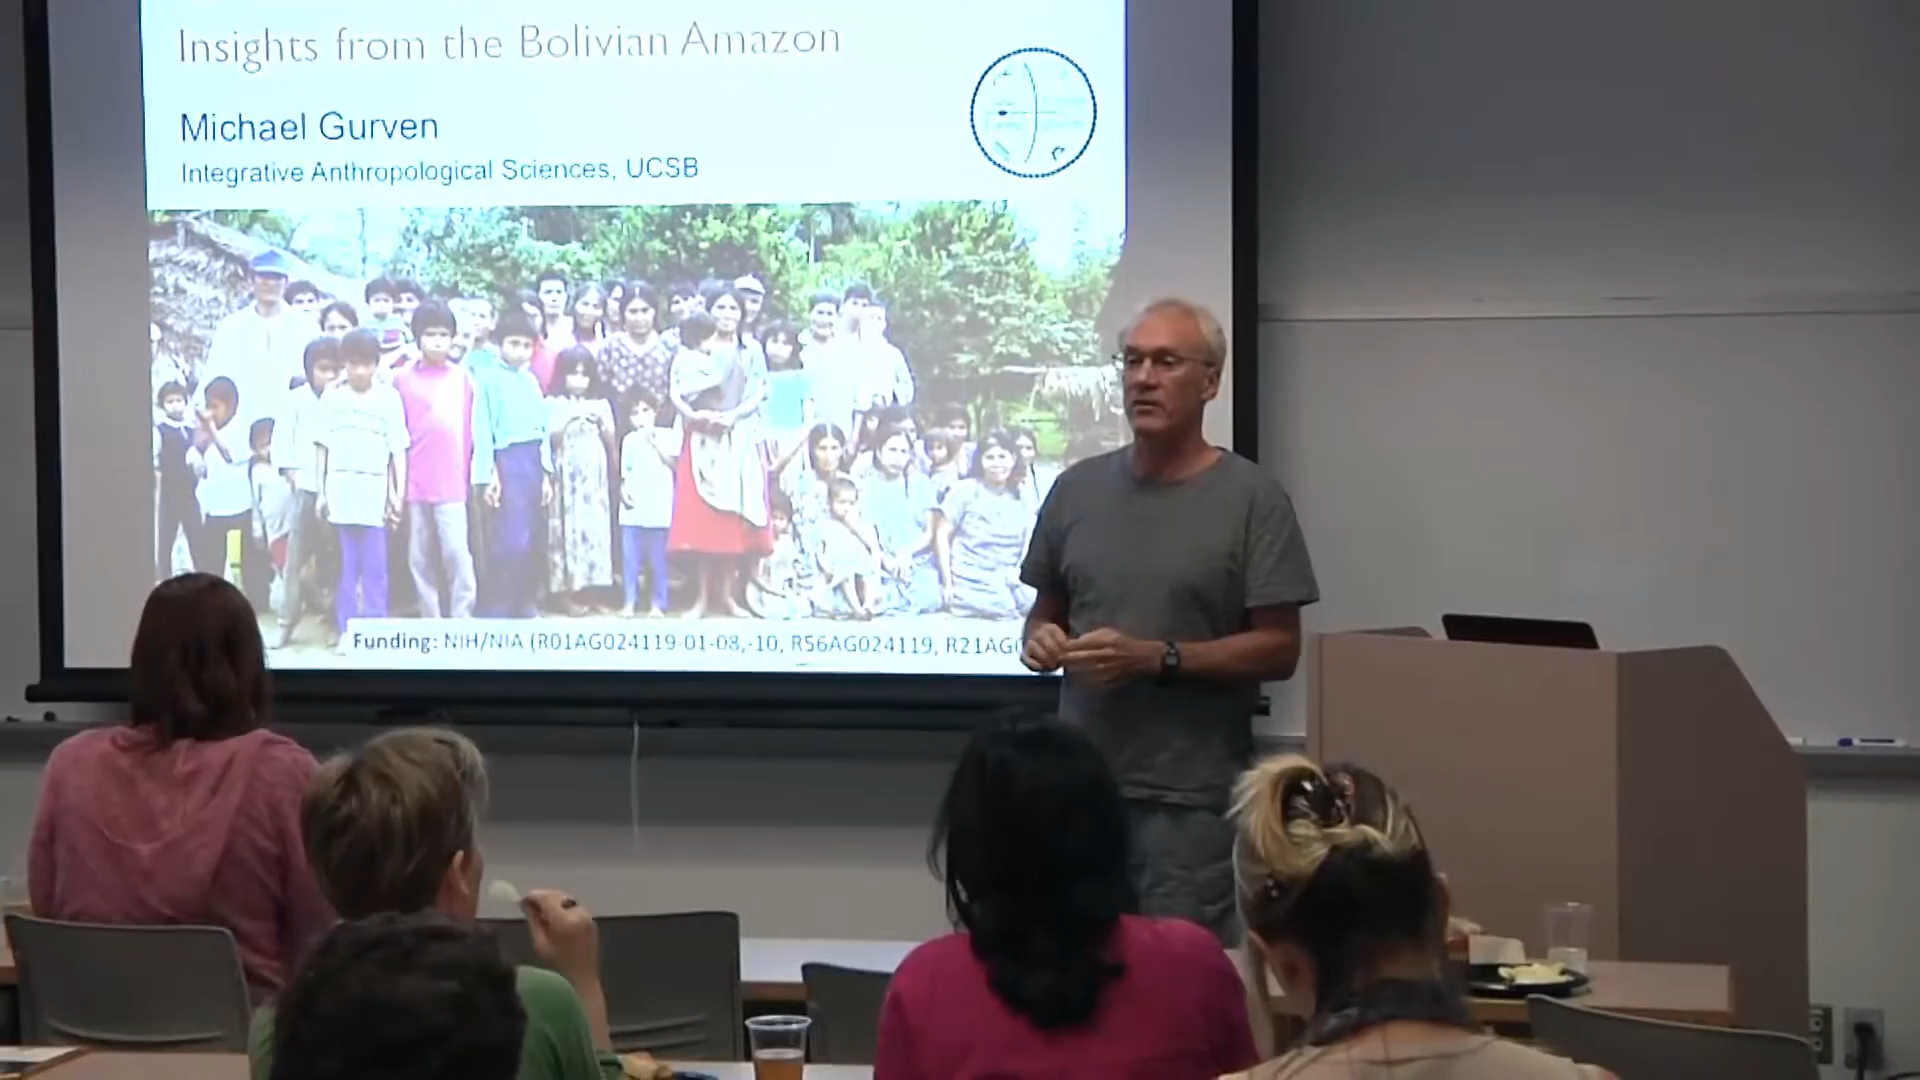 Insights from the Bolivian Amazon
Michael Gurven
Integrative Anthropological Sciences, UCSB
Funding: NIH/NIA (R01AG024119-01-08,-10, R56AG024119, R21AG